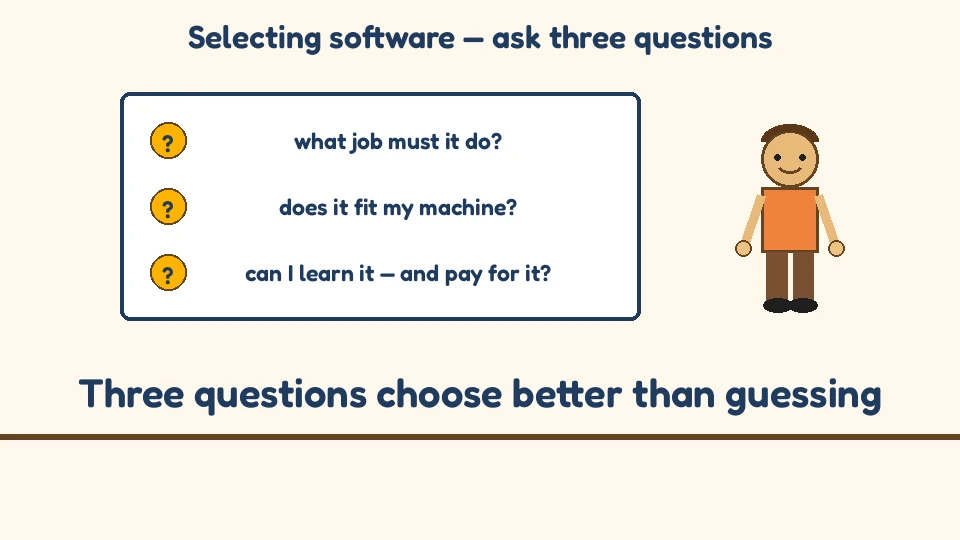 Selecting software — ask three questions
? what job must it do?
? does it fit my machine?
? can I learn it — and pay for it?
Three questions choose better than guessing